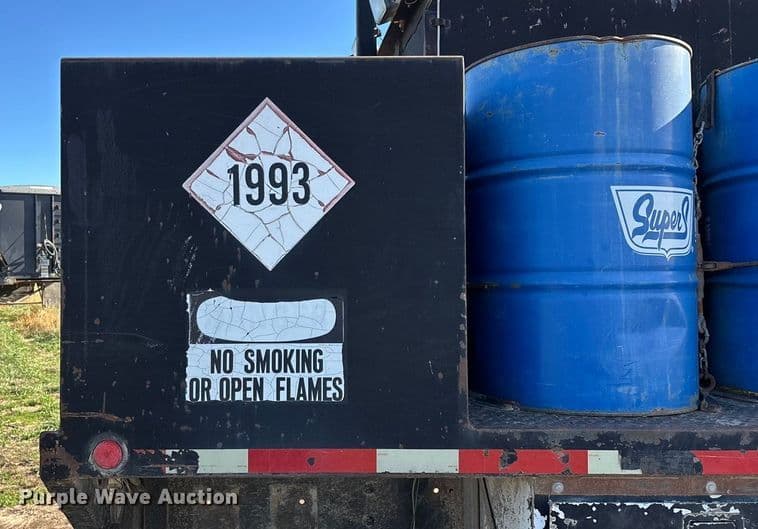 1993
NO SMOKING
OR OPEN FLAMES
Super S
Purple Wave Auction